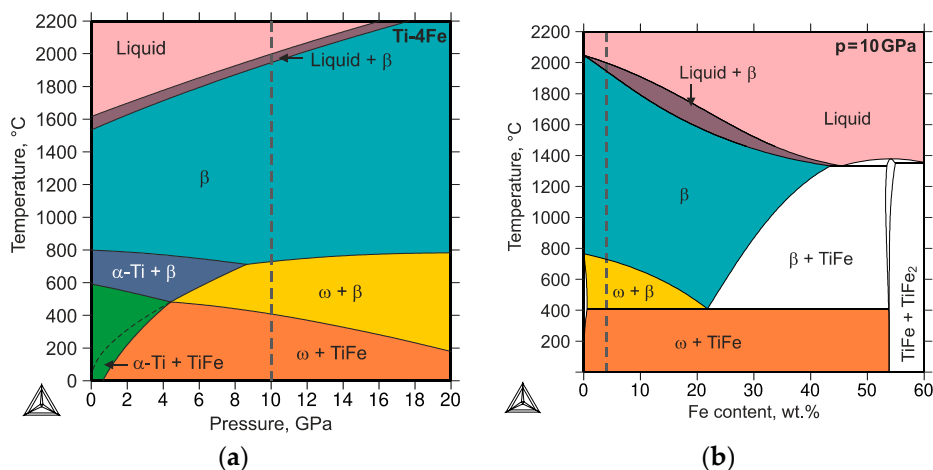 2200
2000
1800
1600
1400
1200
1000
800
600
400
200
0
Temperature, °C
Liquid
Ti-4Fe
Liquid + β
β
α-Ti + β
ω + β
ω + TiFe
α-Ti + TiFe
0 2 4 6 8 10 12 14 16 18 20
Pressure, GPa
(a)
2200
2000
1800
1600
1400
1200
1000
800
600
400
200
Temperature, °C
p=10GPa
Liquid + β
Liquid
β
β + TiFe
ω + β
ω + TiFe
TiFe + TiFe₂
0 10 20 30 40 50 60
Fe content, wt.%
(b)